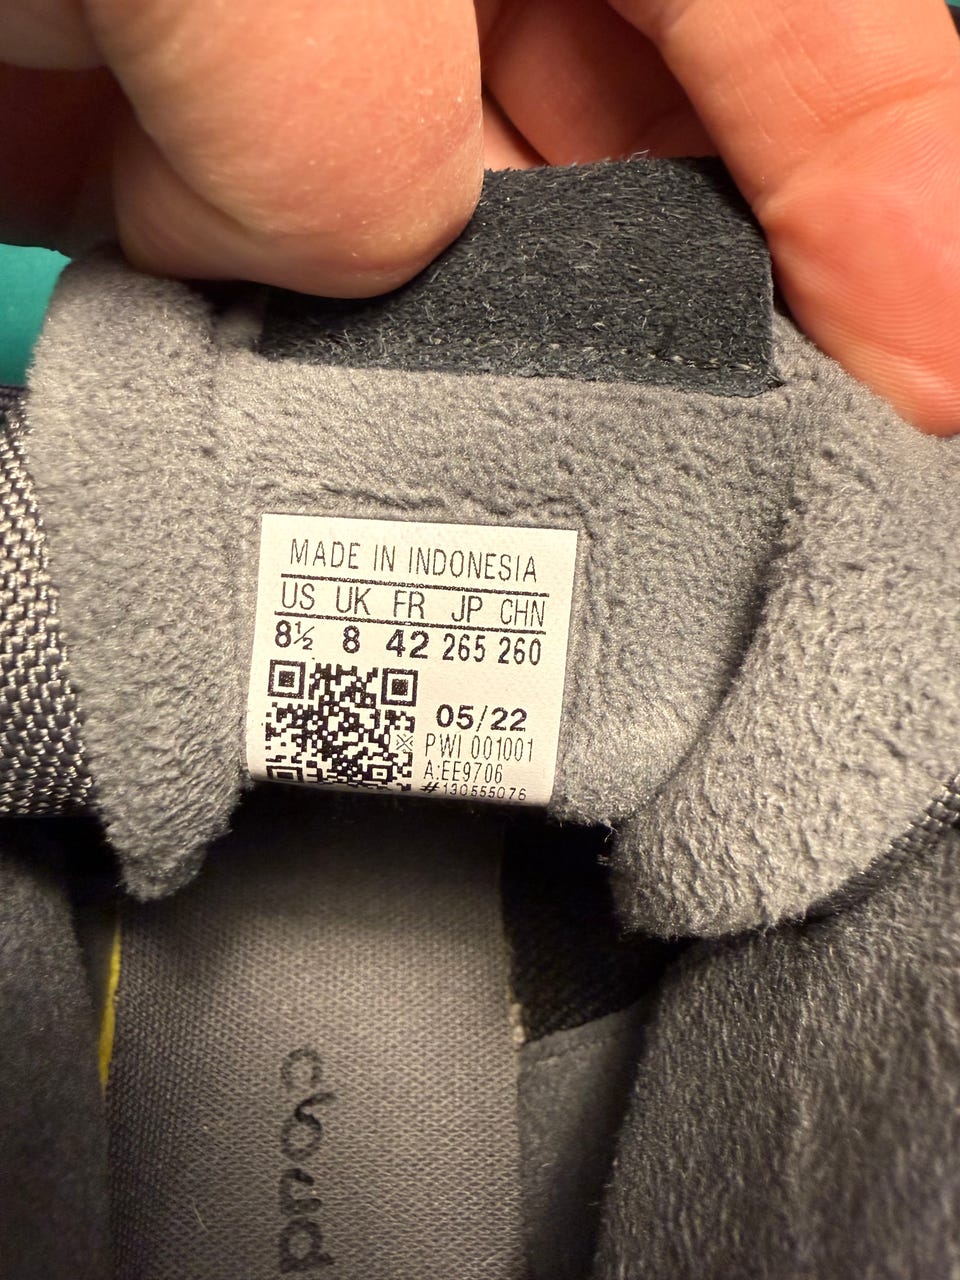 MADE IN INDONESIA
US UK FR JP CHN
8½ 8 42 265 260
05/22
PWI 001001
A:EE9706
#130555076